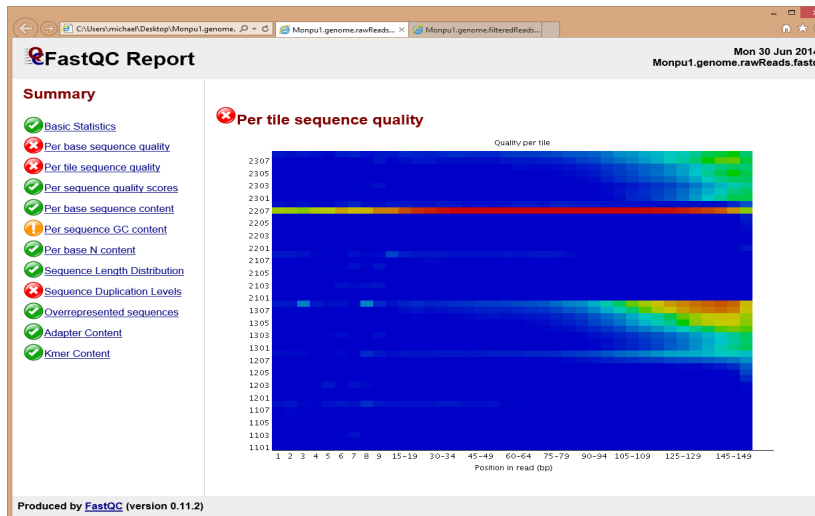 C:\Users\michael\Desktop\Monpu1.genome.
Monpu1.genome.rawReads...
Monpu1.genome.filteredReads...
FastQC Report
Mon 30 Jun 2014
Monpu1.genome.rawReads.fastq
Summary
Basic Statistics
Per base sequence quality
Per tile sequence quality
Per sequence quality scores
Per base sequence content
Per sequence GC content
Per base N content
Sequence Length Distribution
Sequence Duplication Levels
Overrepresented sequences
Adapter Content
Kmer Content
Per tile sequence quality
Quality per tile
2307
2305
2303
2301
2207
2205
2203
2201
2107
2105
2103
2101
1307
1305
1303
1301
1207
1205
1203
1201
1107
1105
1103
1101
1 2 3 4 5 6 7 8 9 15-19 30-34 45-49 60-64 75-79 90-94 105-109 125-129 145-149
Position in read (bp)
Produced by FastQC (version 0.11.2)